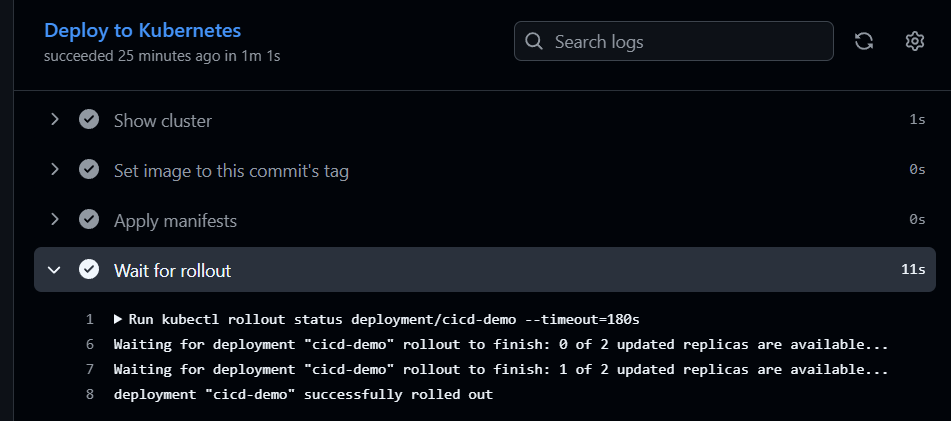 Deploy to Kubernetes
succeeded 25 minutes ago in 1m 1s
Search logs
Show cluster 1s
Set image to this commit's tag 0s
Apply manifests 0s
Wait for rollout 11s
1 Run kubectl rollout status deployment/cicd-demo --timeout=180s
6 Waiting for deployment "cicd-demo" rollout to finish: 0 of 2 updated replicas are available...
7 Waiting for deployment "cicd-demo" rollout to finish: 1 of 2 updated replicas are available...
8 deployment "cicd-demo" successfully rolled out